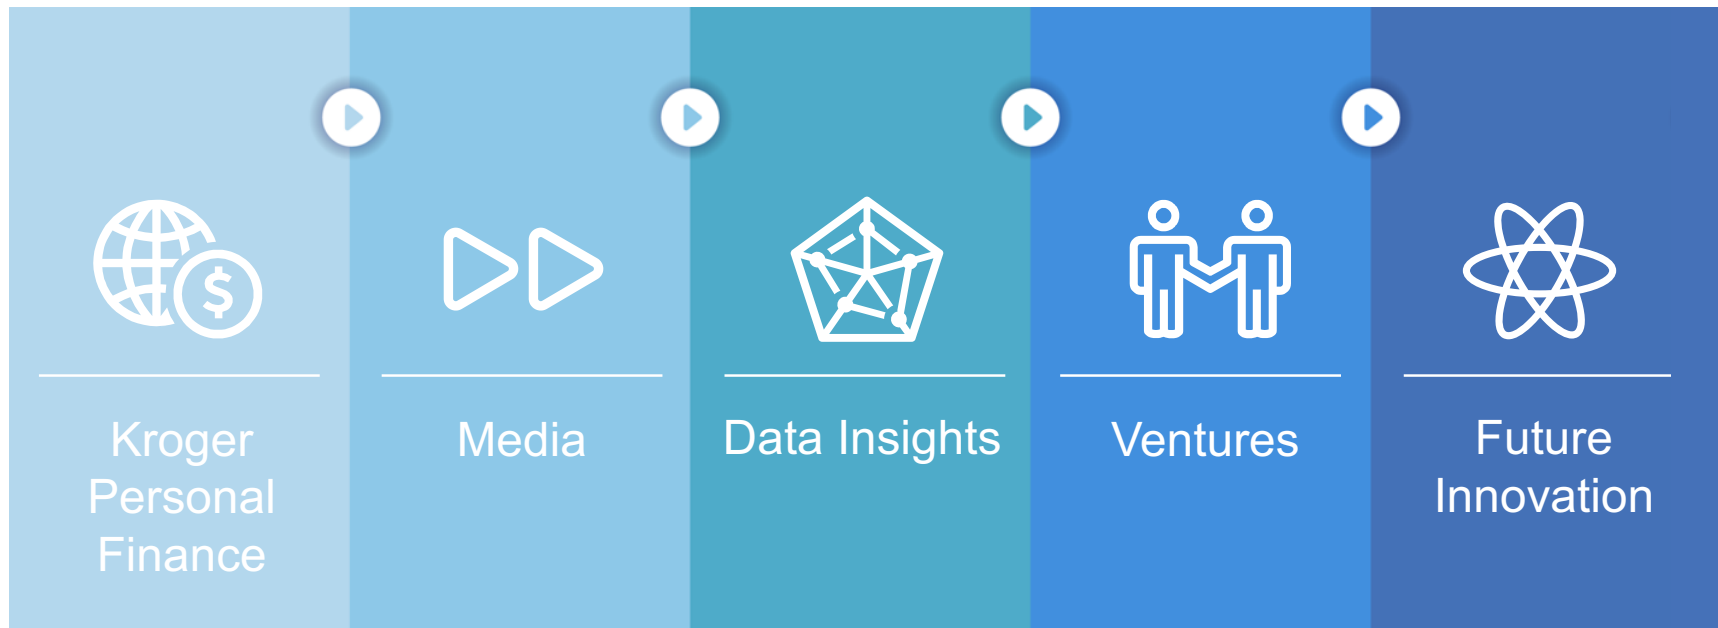 Kroger
Personal
Finance
Media
Data Insights
Ventures
Future
Innovation
$